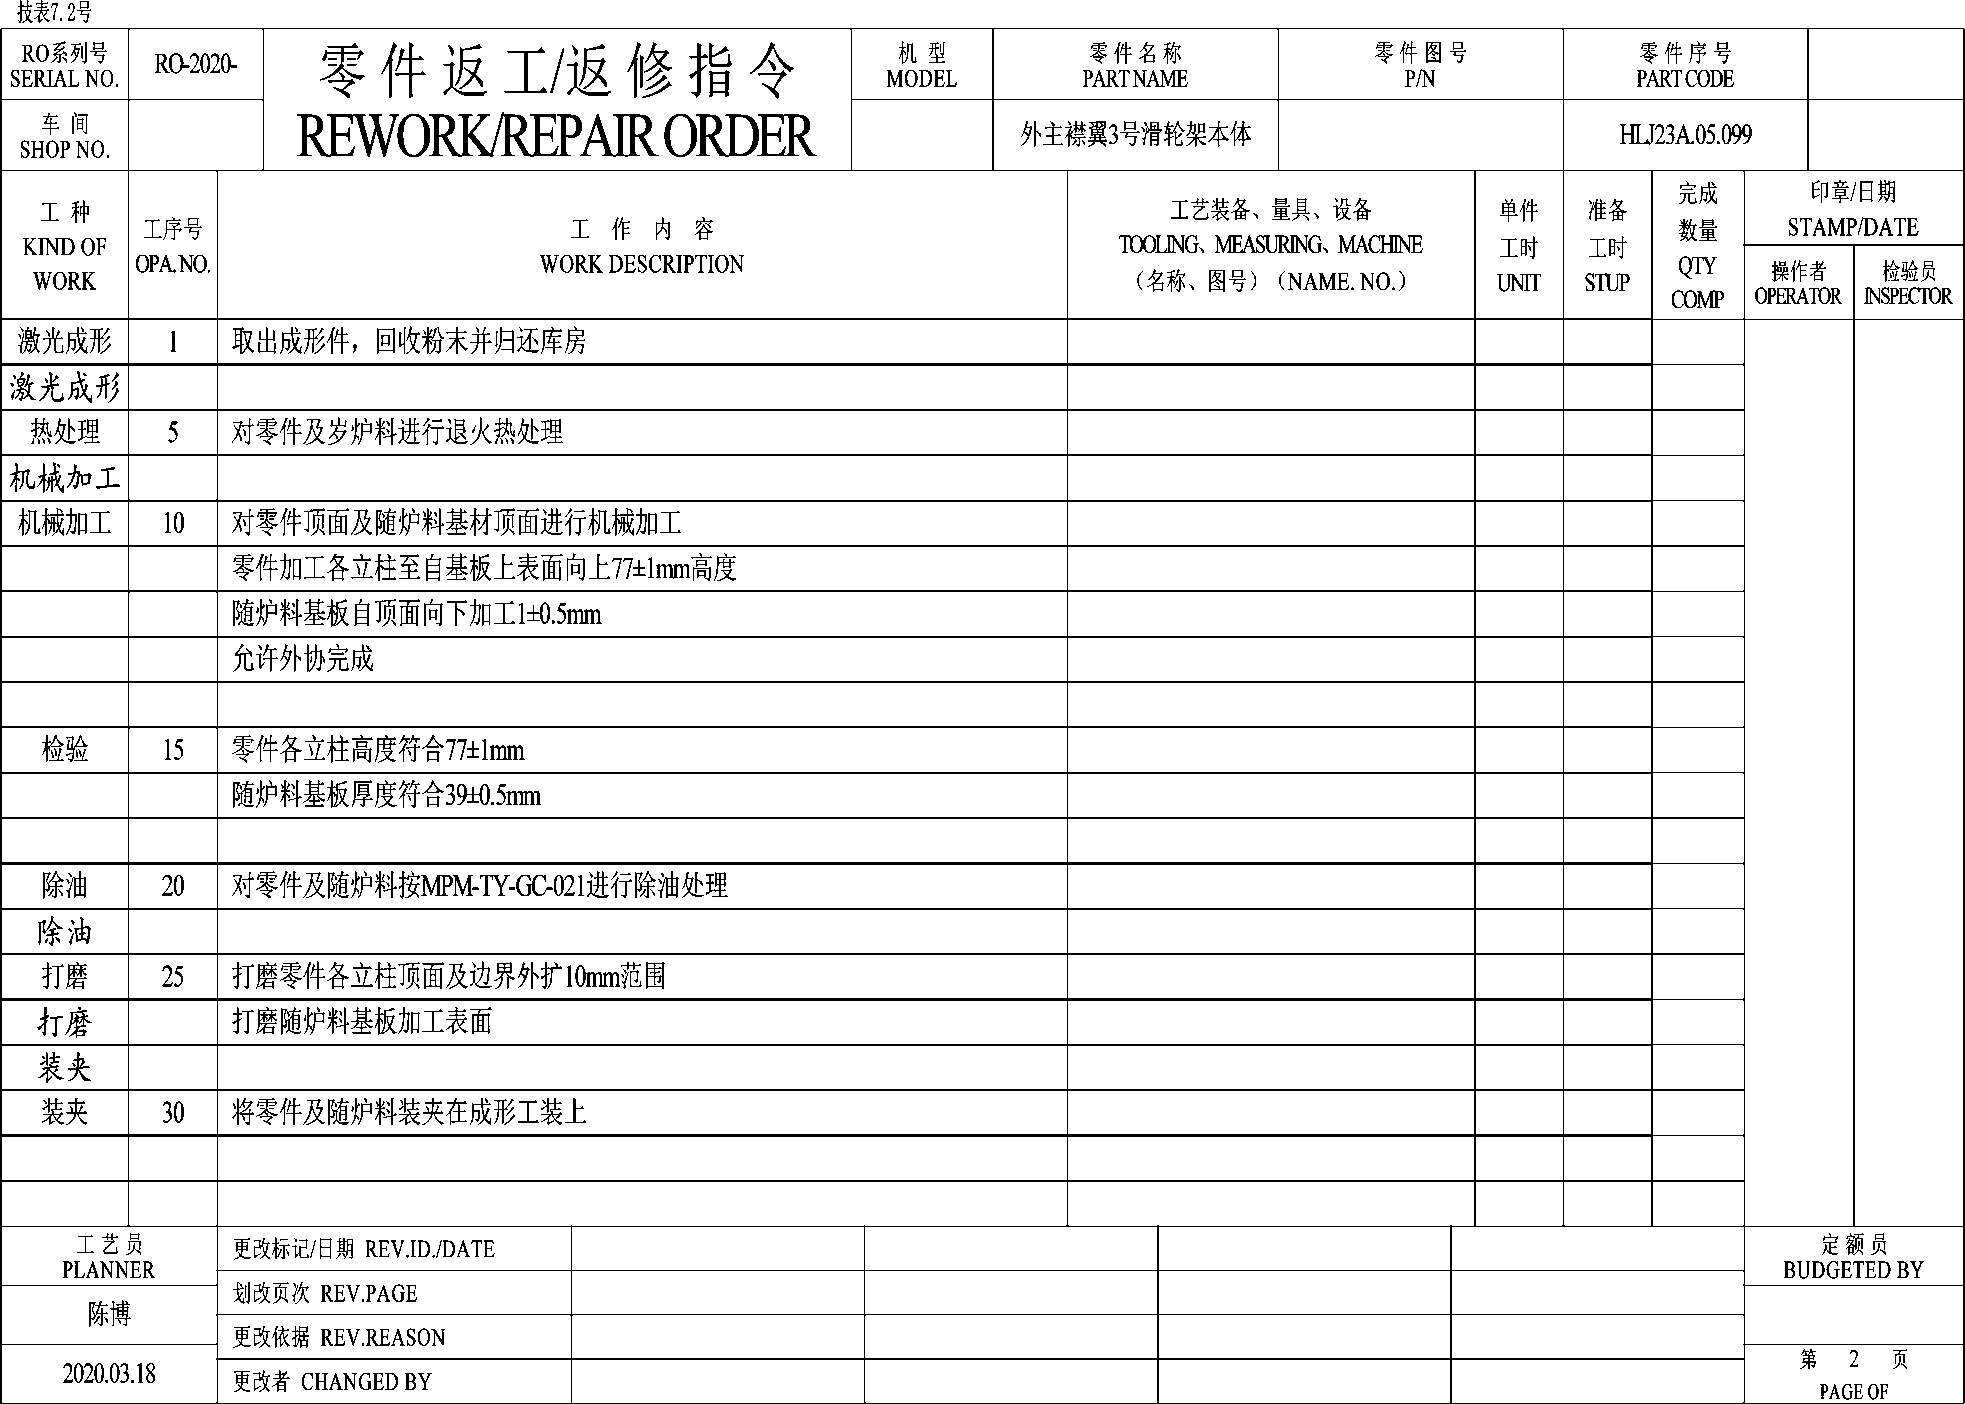 技表7.2号
RO系列号
SERIAL NO.
RO-2020-
零件返工/返修指令
REWORK/REPAIR ORDER
机型
MODEL
零件名称
PART NAME
零件图号
P/N
零件序号
PART CODE
车间
SHOP NO.
外主襟翼3号滑轮架本体
HLJ23A.05.099
工种
KIND OF
WORK
工序号
OPA. NO.
工作内容
WORK DESCRIPTION
工艺装备、量具、设备
TOOLING、MEASURING、MACHINE
（名称、图号）（NAME. NO.）
单件
工时
UNIT
准备
工时
STUP
完成
数量
QTY
COMP
印章/日期
STAMP/DATE
操作者
OPERATOR
检验员
INSPECTOR
激光成形 1 取出成形件，回收粉末并归还库房
激光成形
热处理 5 对零件及岁炉料进行退火热处理
机械加工
机械加工 10 对零件顶面及随炉料基材顶面进行机械加工
零件加工各立柱至自基板上表面向上77±1mm高度
随炉料基板自顶面向下加工1±0.5mm
允许外协完成
检验 15 零件各立柱高度符合77±1mm
随炉料基板厚度符合39±0.5mm
除油 20 对零件及随炉料按MPM-TY-GC-021进行除油处理
除油
打磨 25 打磨零件各立柱顶面及边界外扩10mm范围
打磨 打磨随炉料基板加工表面
装夹
装夹 30 将零件及随炉料装夹在成形工装上
工艺员
PLANNER
陈博
2020.03.18
更改标记/日期 REV.ID./DATE
划改页次 REV.PAGE
更改依据 REV.REASON
更改者 CHANGED BY
定额员
BUDGETED BY
第 2 页
PAGE OF